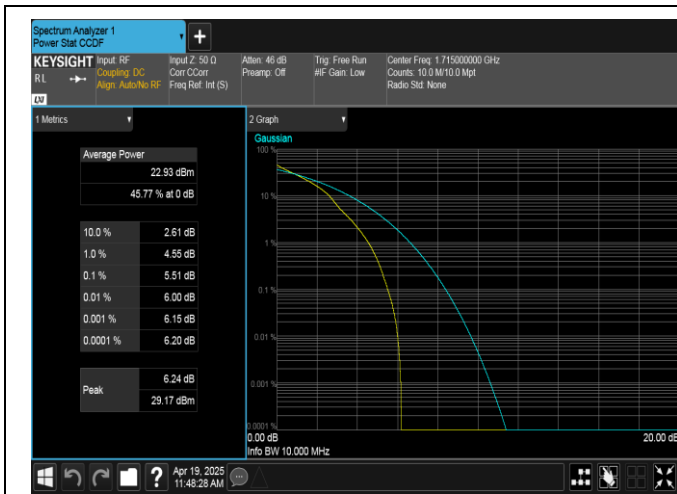 Spectrum Analyzer 1
Power Stat CCDF
+
KEYSIGHT
RL
LXI
Input: RF
Coupling: DC
Align: Auto/No RF
Input Z: 50 Ω
Corr CCorr
Freq Ref: Int (S)
Atten: 46 dB
Preamp: Off
Trig: Free Run
#IF Gain: Low
Center Freq: 1.715000000 GHz
Counts: 10.0 M/10.0 Mpt
Radio Std: None
1 Metrics
Average Power
22.93 dBm
45.77 % at 0 dB
10.0 % 2.61 dB
1.0 % 4.55 dB
0.1 % 5.51 dB
0.01 % 6.00 dB
0.001 % 6.15 dB
0.0001 % 6.20 dB
Peak 6.24 dB
29.17 dBm
2 Graph
Gaussian
100 %
10 %
1 %
0.1 %
0.01 %
0.001 %
0.0001 %
0.00 dB 20.00 dB
Info BW 10.000 MHz
?
Apr 19, 2025
11:48:28 AM